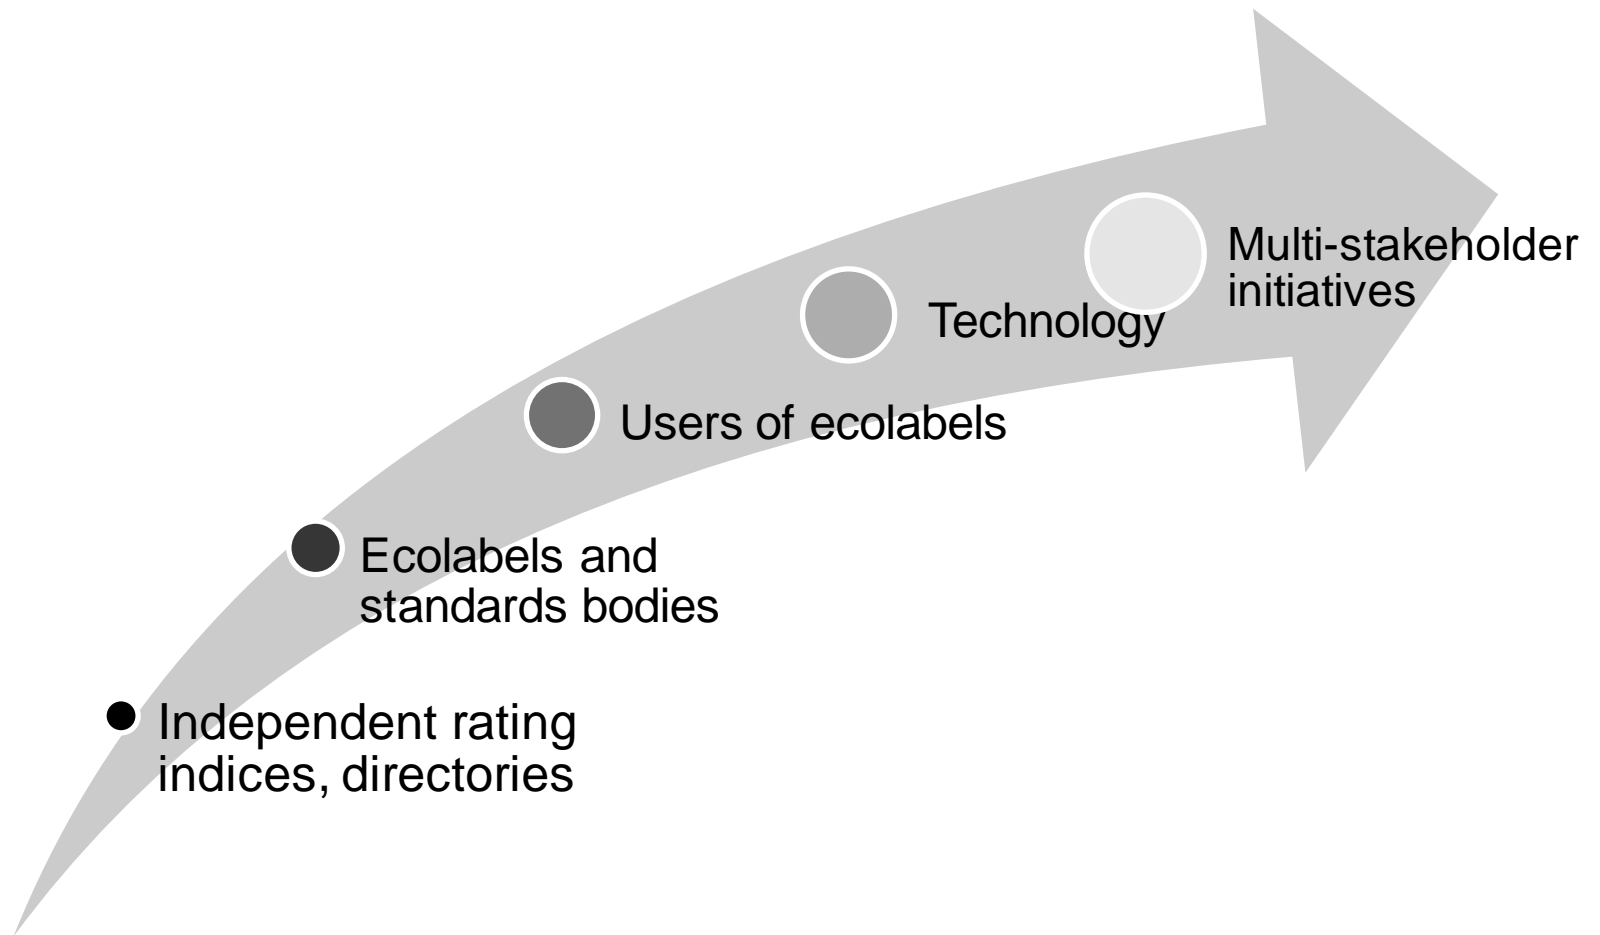 Multi-stakeholder
initiatives
Technology
Users of ecolabels
Ecolabels and
standards bodies
Independent rating
indices, directories